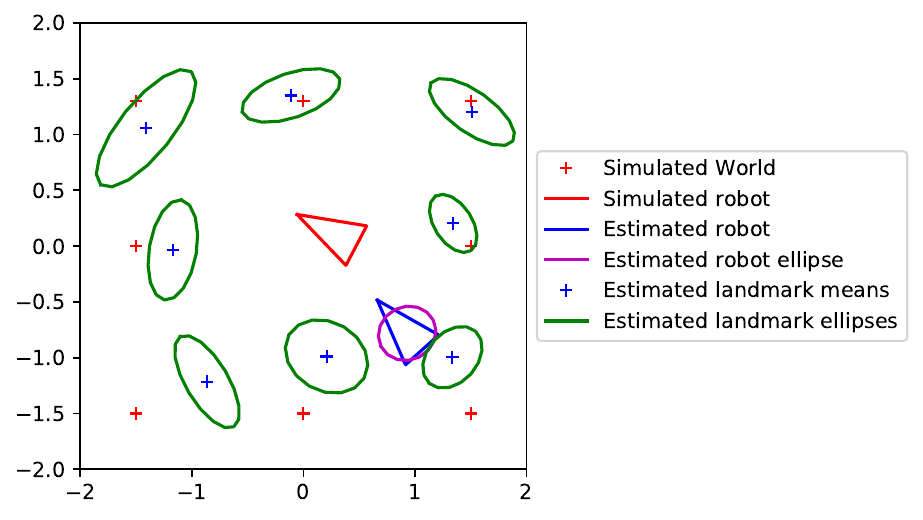 2.0
1.5
1.0
0.5
0.0
−0.5
−1.0
−1.5
−2.0
−2
−1
0
1
2
Simulated World
Simulated robot
Estimated robot
Estimated robot ellipse
Estimated landmark means
Estimated landmark ellipses